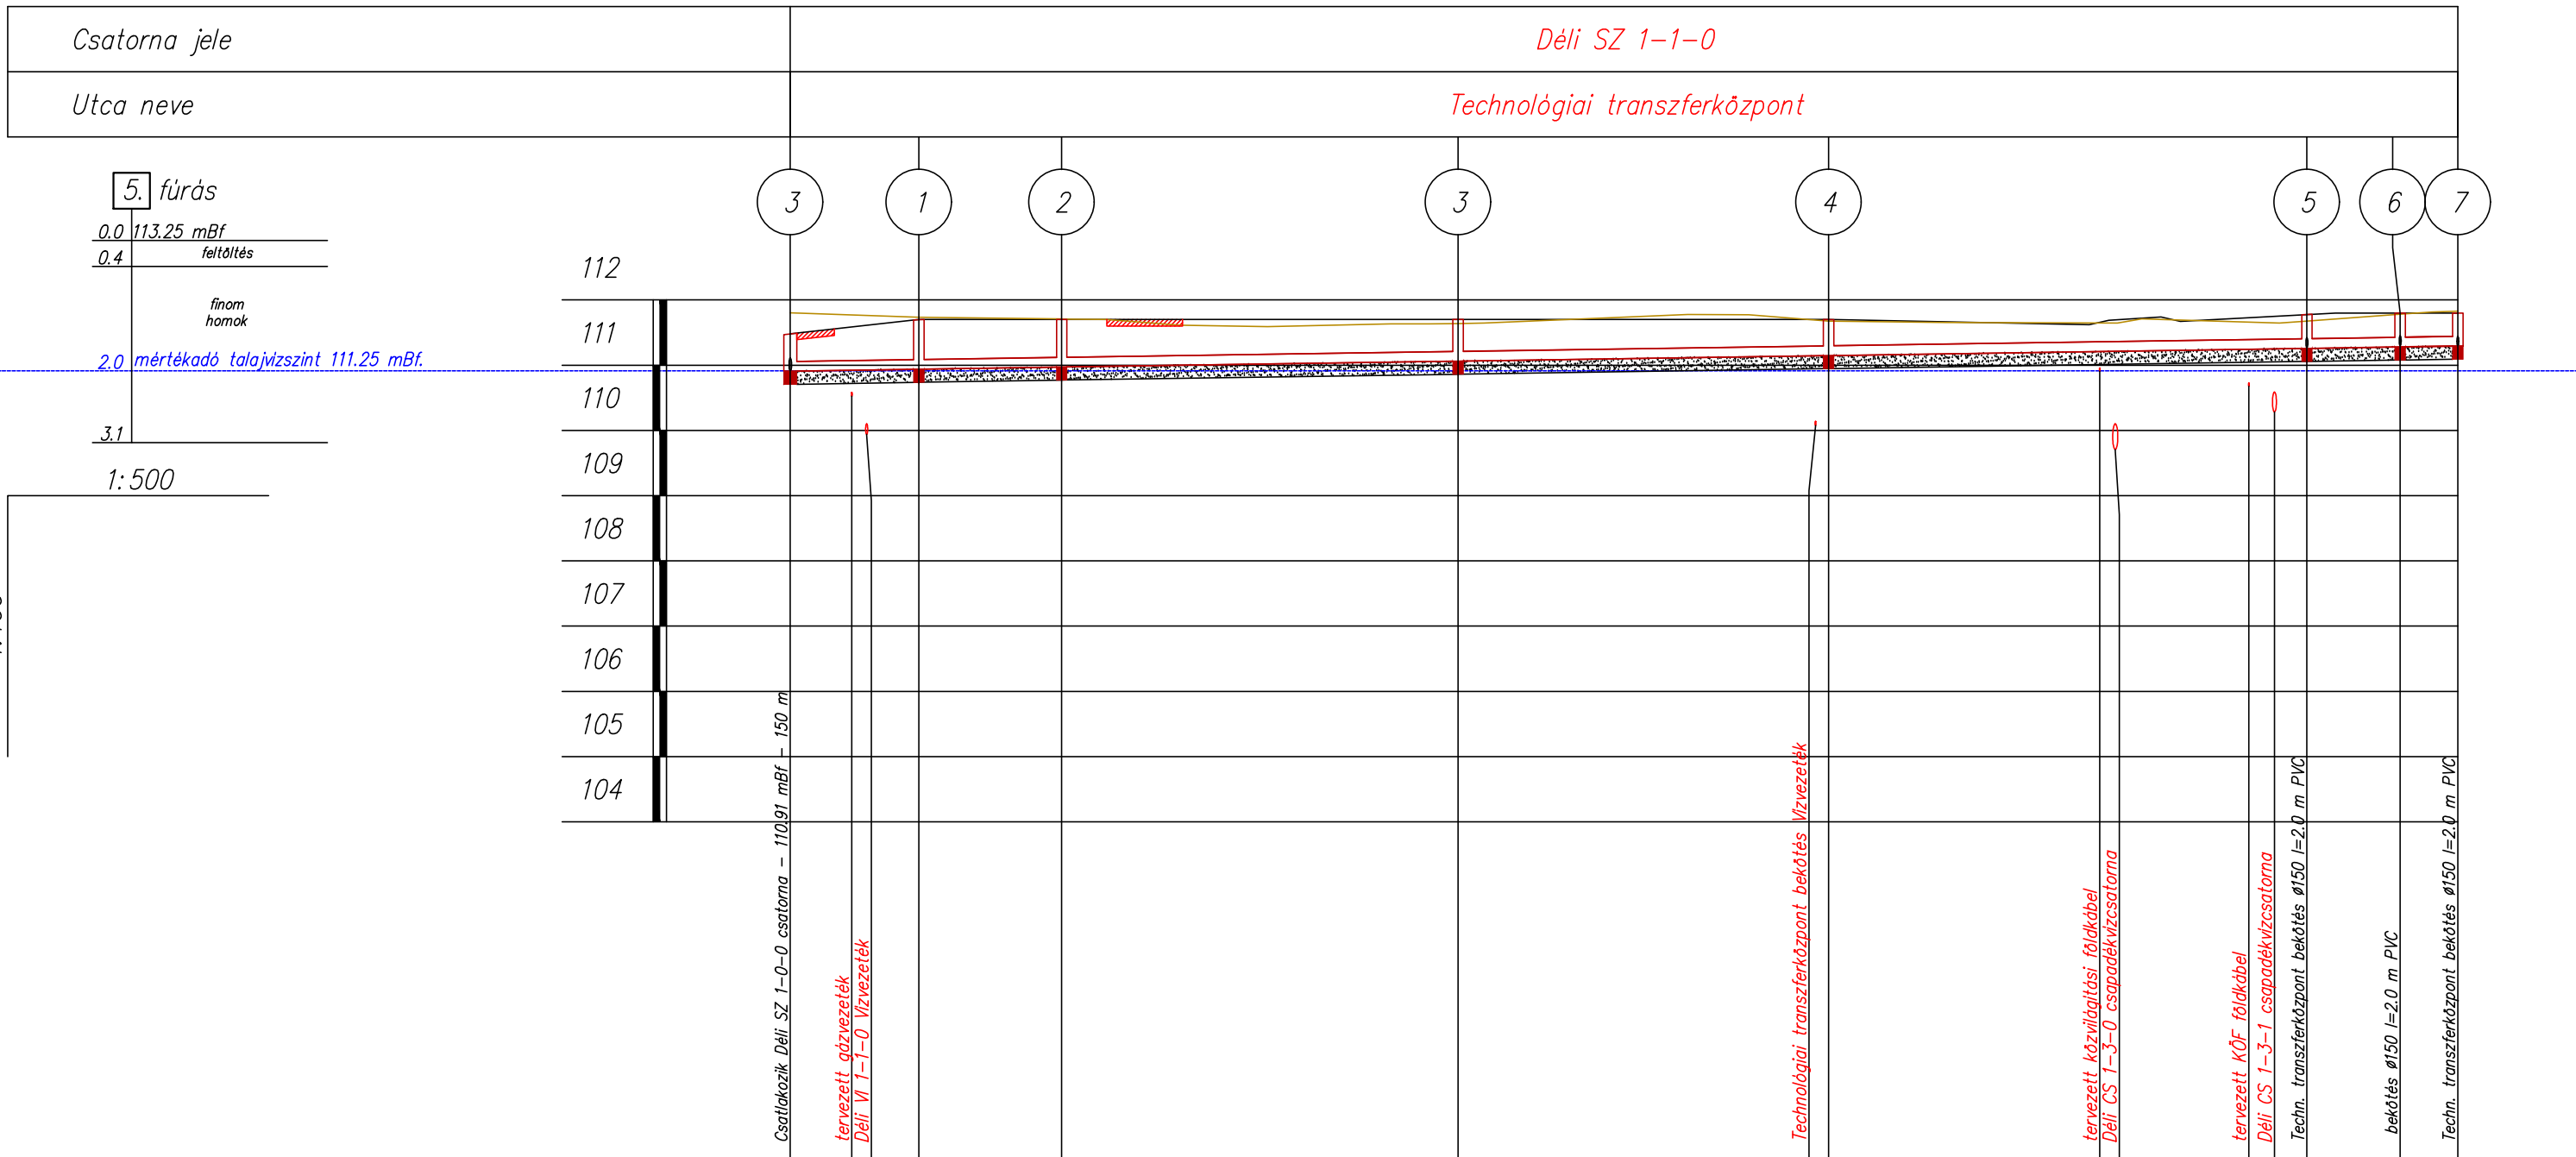 Csatorna jele
Déli SZ 1-1-0
Utca neve
Technológiai transzferközpont
5. fúrás
3
1
2
3
4
5
6
7
0.0 113.25 mBf
feltöltés
0.4
finom
homok
2.0 mértékadó talajvízszint 111.25 mBf.
3.1
1:500
112
111
110
109
108
107
106
105
104
Csatlakozik Déli SZ 1-0-0 csatorna - 110.91 mBf - 150 m
tervezett gázvezeték
Déli VI 1-1-0 Vízvezeték
Technológiai transzferközpont bekötés Vízvezeték
tervezett közvilágítási földkábel
Déli CS 1-3-0 csapadékvízcsatorna
tervezett KÖF földkábel
Déli CS 1-3-1 csapadékvízcsatorna
Techn. transzferközpont bekötés ø150 l=2.0 m PVC
bekötés ø150 l=2.0 m PVC
Techn. transzferközpont bekötés ø150 l=2.0 m PVC